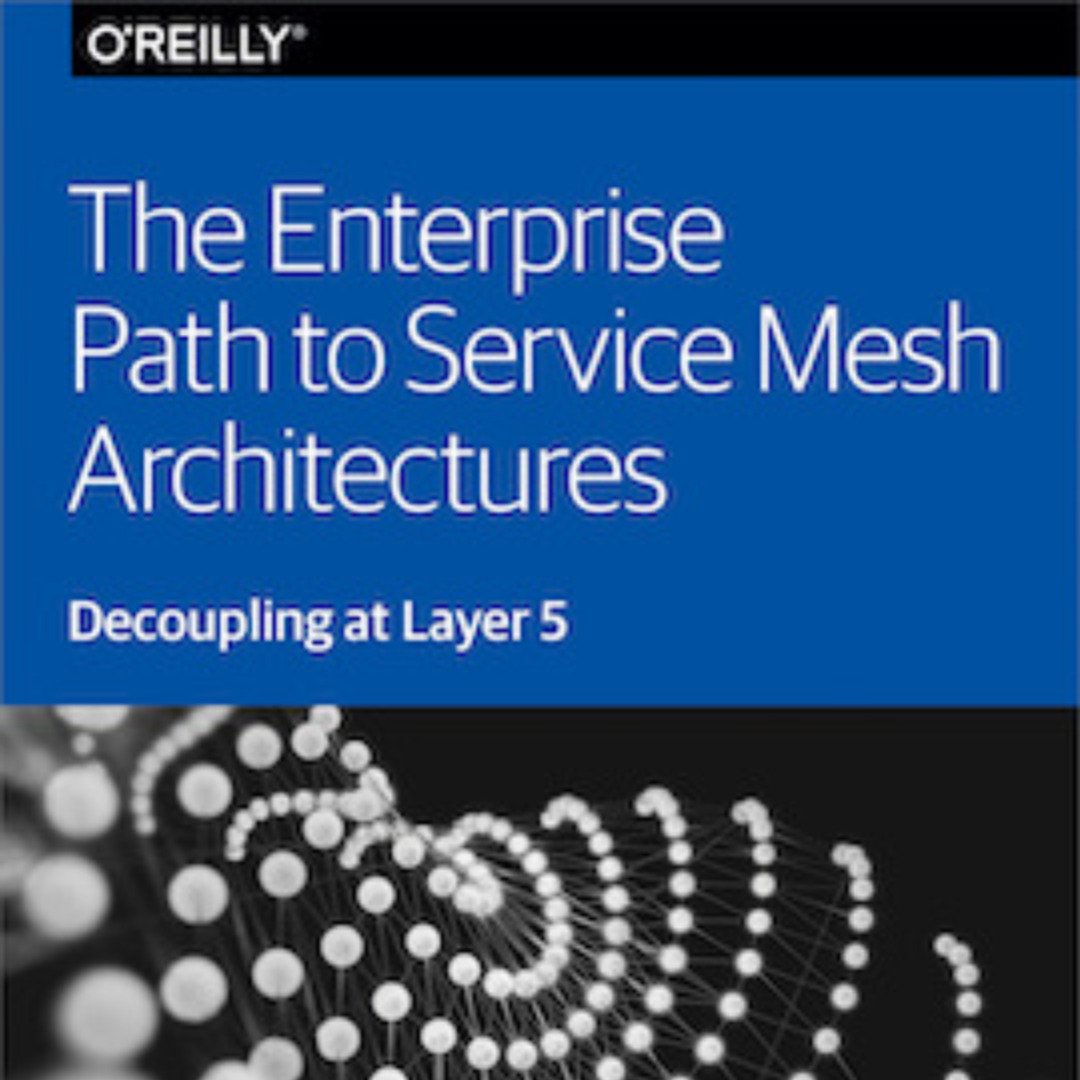 O'REILLY®
The Enterprise
Path to Service Mesh
Architectures
Decoupling at Layer 5